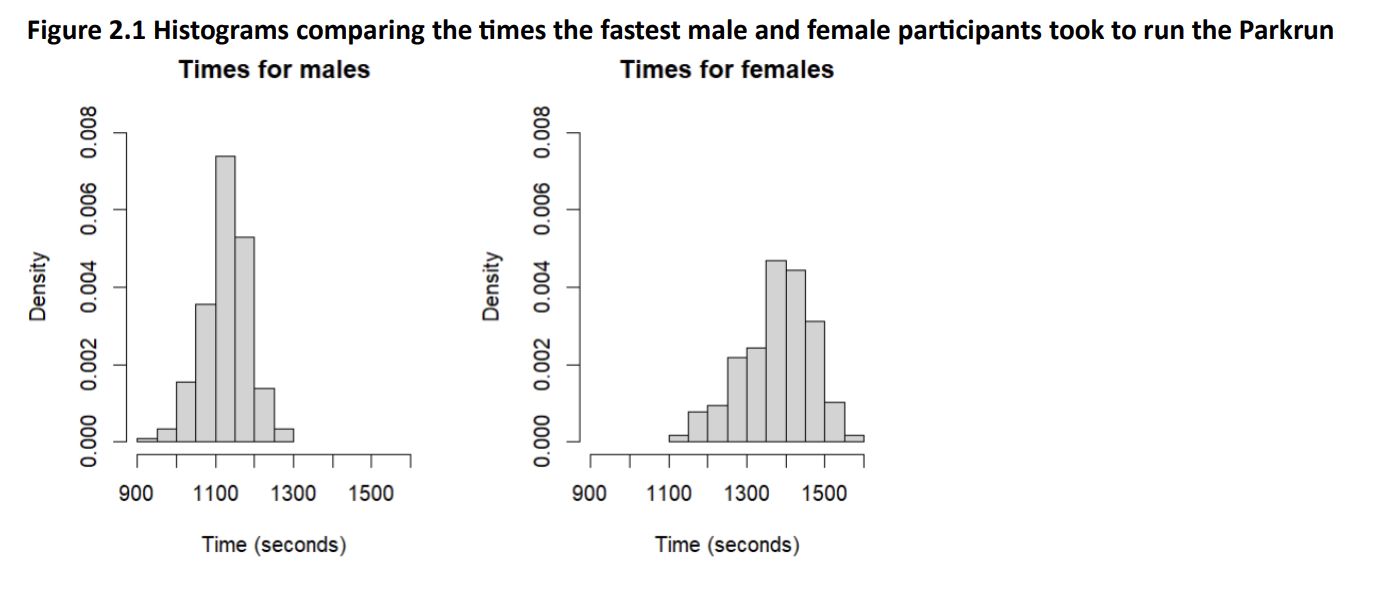 Figure 2.1 Histograms comparing the times the fastest male and female participants took to run the Parkrun
Times for males
Density
0.008
0.006
0.004
0.002
0.000
900 1100 1300 1500
Time (seconds)
Times for females
Density
0.008
0.006
0.004
0.002
0.000
900 1100 1300 1500
Time (seconds)